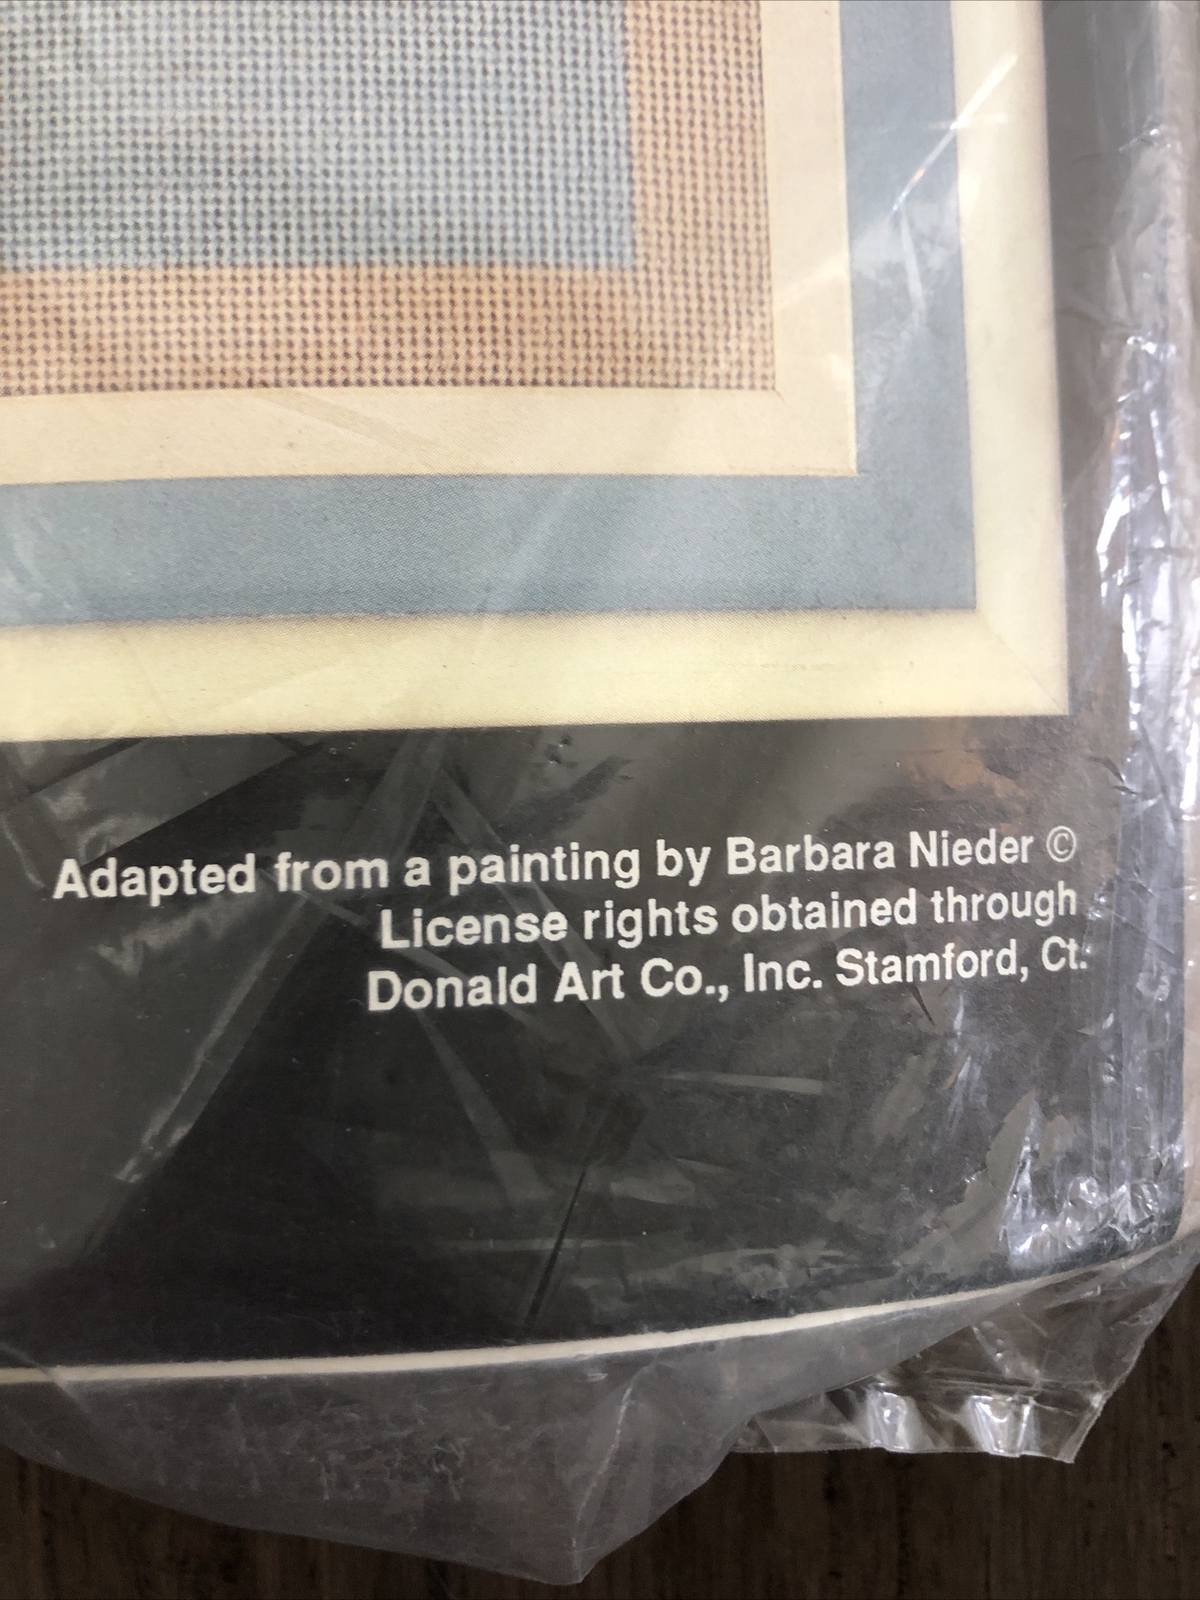 Adapted from a painting by Barbara Nieder ©
License rights obtained through
Donald Art Co., Inc. Stamford, Ct.